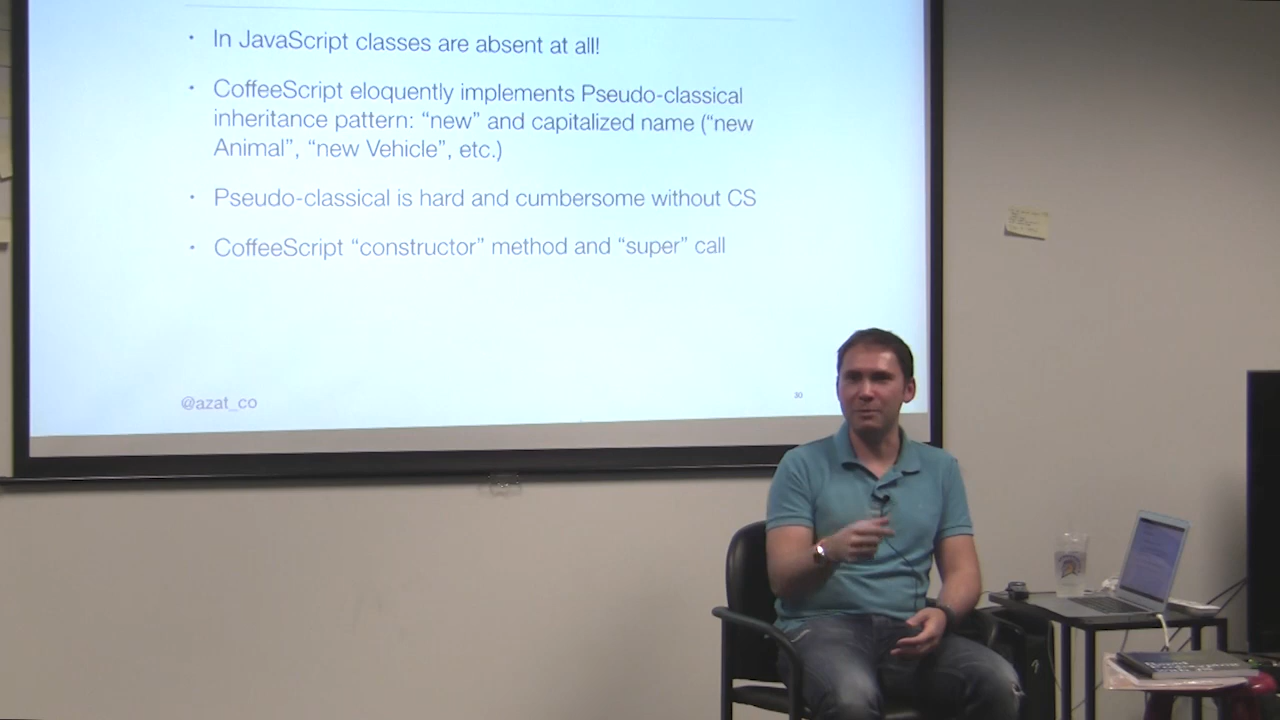 • In JavaScript classes are absent at all!
• CoffeeScript eloquently implements Pseudo-classical
inheritance pattern: “new” and capitalized name (“new
Animal”, “new Vehicle”, etc.)
• Pseudo-classical is hard and cumbersome without CS
• CoffeeScript “constructor” method and “super” call
@azat_co
30